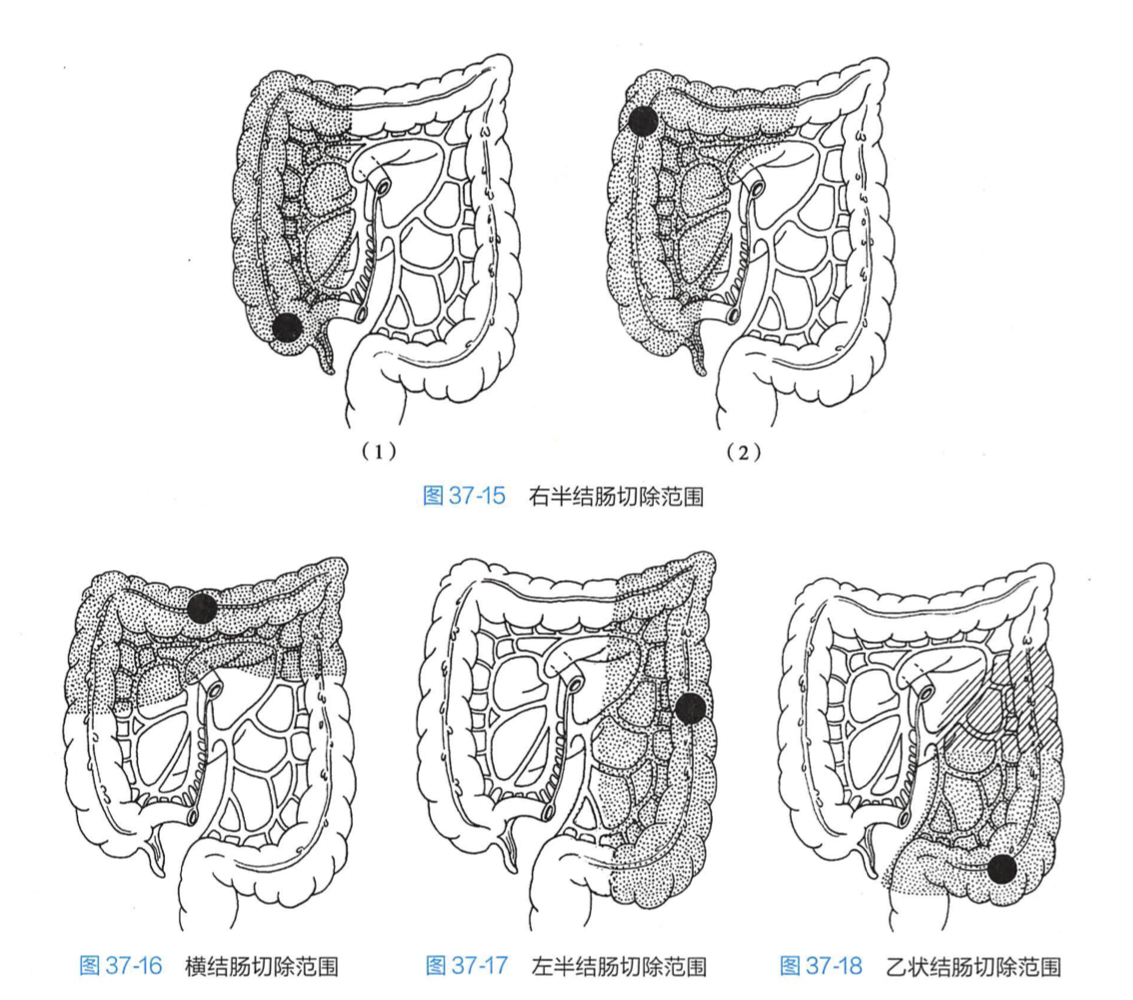 （1）
（2）
图 37-15 右半结肠切除范围
图 37-16 横结肠切除范围
图 37-17 左半结肠切除范围
图 37-18 乙状结肠切除范围